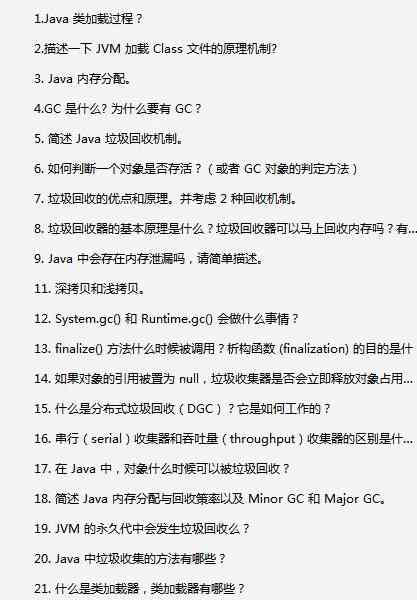 1.Java 类加载过程？
2.描述一下 JVM 加载 Class 文件的原理机制?
3. Java 内存分配。
4.GC 是什么? 为什么要有 GC？
5. 简述 Java 垃圾回收机制。
6. 如何判断一个对象是否存活？（或者 GC 对象的判定方法）
7. 垃圾回收的优点和原理。并考虑 2 种回收机制。
8. 垃圾回收器的基本原理是什么？垃圾回收器可以马上回收内存吗？有...
9. Java 中会存在内存泄漏吗，请简单描述。
11. 深拷贝和浅拷贝。
12. System.gc() 和 Runtime.gc() 会做什么事情？
13. finalize() 方法什么时候被调用？析构函数 (finalization) 的目的是什
14. 如果对象的引用被置为 null，垃圾收集器是否会立即释放对象占用...
15. 什么是分布式垃圾回收（DGC）？它是如何工作的？
16. 串行（serial）收集器和吞吐量（throughput）收集器的区别是什...
17. 在 Java 中，对象什么时候可以被垃圾回收？
18. 简述 Java 内存分配与回收策率以及 Minor GC 和 Major GC。
19. JVM 的永久代中会发生垃圾回收么？
20. Java 中垃圾收集的方法有哪些？
21. 什么是类加载器，类加载器有哪些？